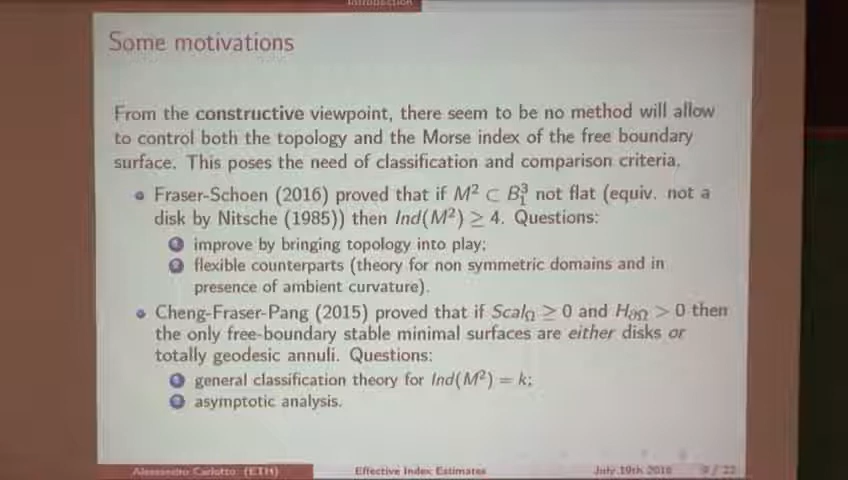 Introduction
Some motivations
From the constructive viewpoint, there seem to be no method will allow
to control both the topology and the Morse index of the free boundary
surface. This poses the need of classification and comparison criteria.
Fraser-Schoen (2016) proved that if M² ⊂ B₁³ not flat (equiv. not a
disk by Nitsche (1985)) then Ind(M²) ≥ 4. Questions:
1 improve by bringing topology into play;
2 flexible counterparts (theory for non symmetric domains and in
presence of ambient curvature).
Cheng-Fraser-Pang (2015) proved that if Scal_Ω ≥ 0 and H_∂Ω > 0 then
the only free-boundary stable minimal surfaces are either disks or
totally geodesic annuli. Questions:
1 general classification theory for Ind(M²) = k;
2 asymptotic analysis.
Alessandro Carlotto (ETH) Effective Index Estimates July 19th 2016 9 / 22